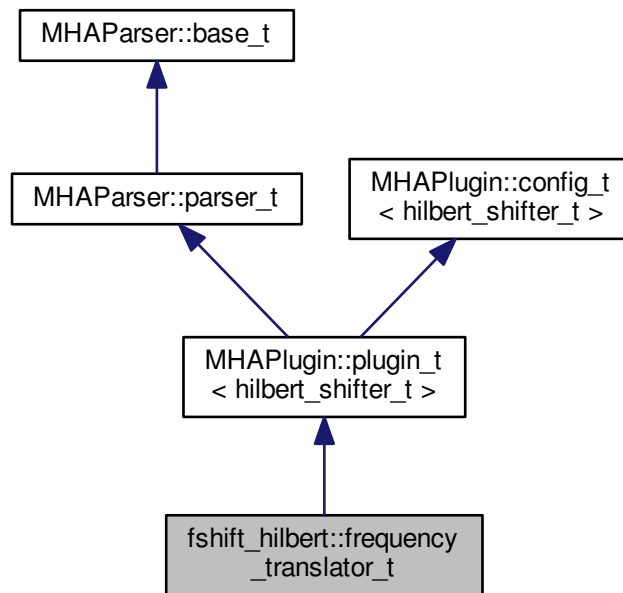 MHAParser::base_t
MHAParser::parser_t
MHAPlugin::config_t
< hilbert_shifter_t >
MHAPlugin::plugin_t
< hilbert_shifter_t >
fshift_hilbert::frequency
_translator_t